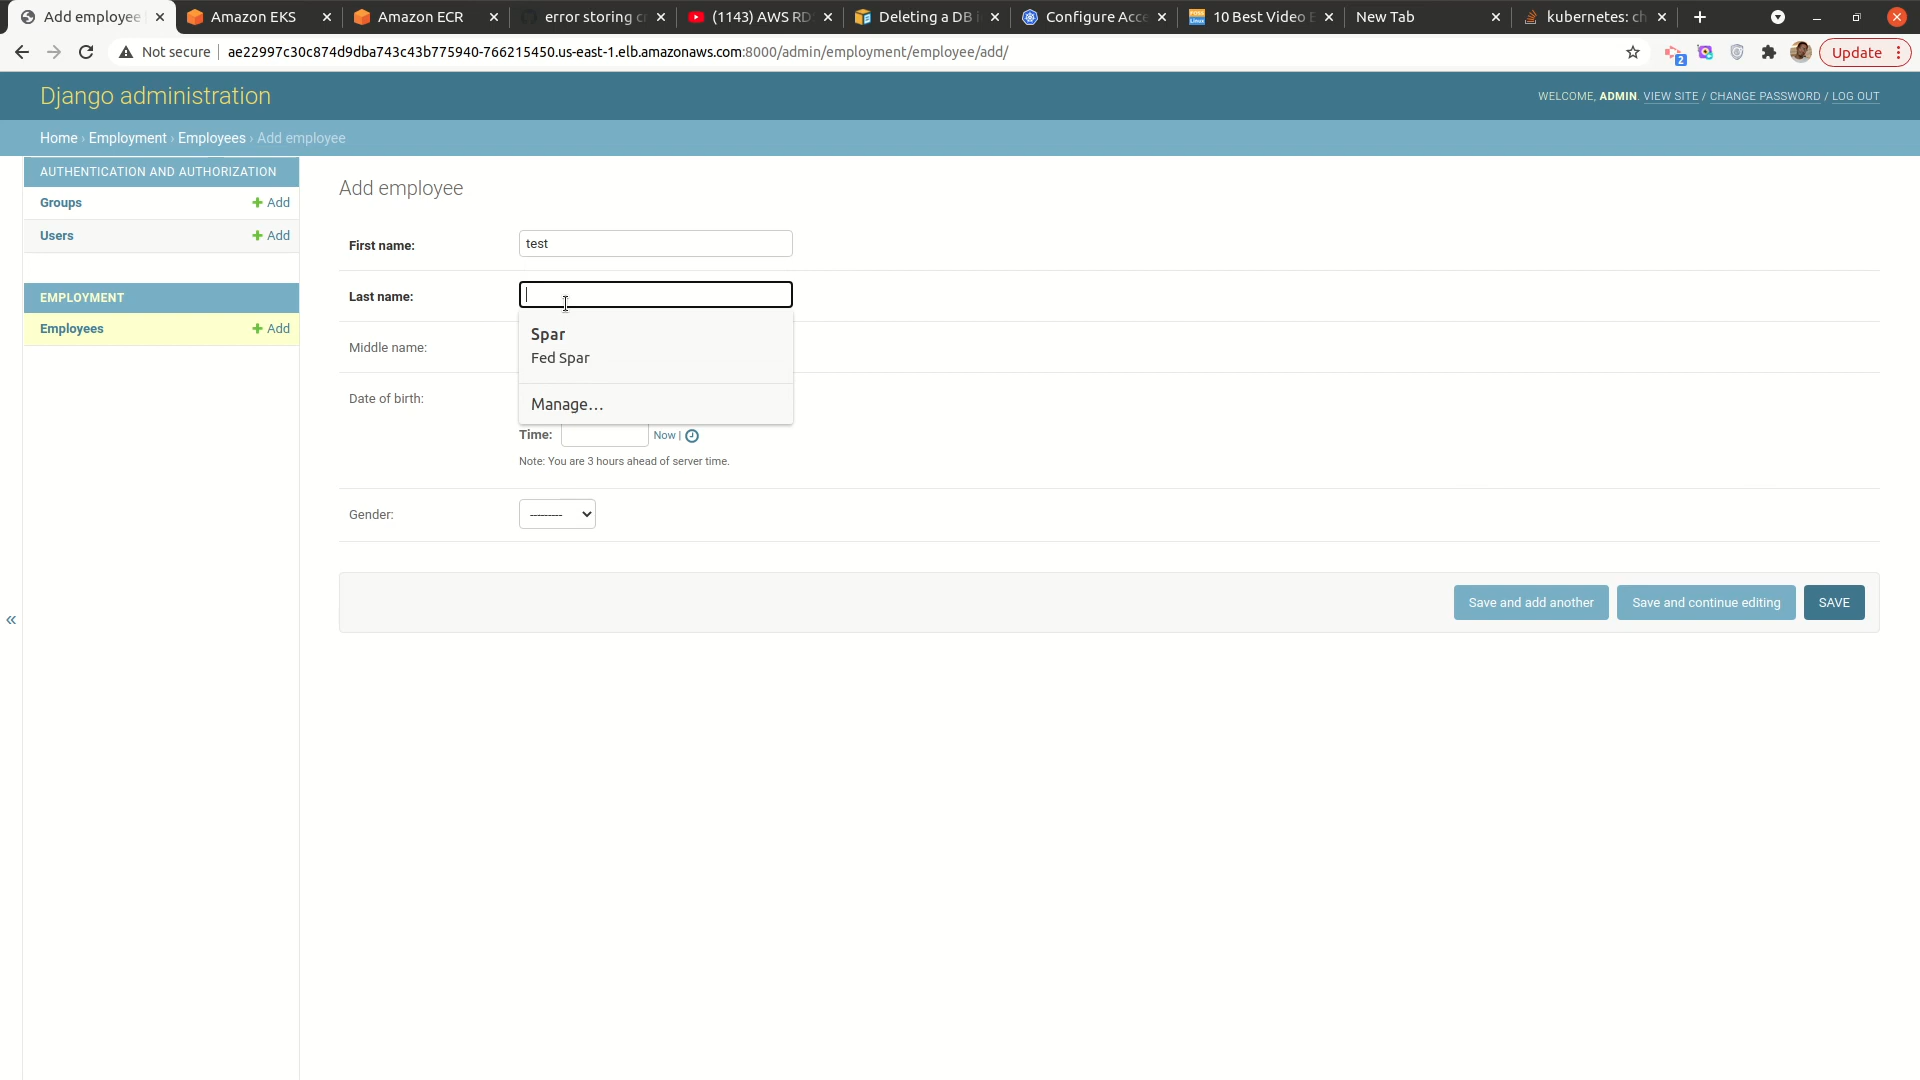 Add employee
Amazon EKS
Amazon ECR
error storing c
(1143) AWS RD
Deleting a DB i
Configure Acce
10 Best Video E
New Tab
kubernetes: ch
Not secure
ae22997c30c874d9dba743c43b775940-766215450.us-east-1.elb.amazonaws.com:8000/admin/employment/employee/add/
2
Update
Django administration
WELCOME, ADMIN. VIEW SITE / CHANGE PASSWORD / LOG OUT
Home › Employment › Employees › Add employee
AUTHENTICATION AND AUTHORIZATION
Groups
+ Add
Users
+ Add
EMPLOYMENT
Employees
+ Add
«
Add employee
First name:
test
Last name:
Spar
Fed Spar
Manage...
Middle name:
Date of birth:
Time:
Now |
Note: You are 3 hours ahead of server time.
Gender:
---------
Save and add another
Save and continue editing
SAVE